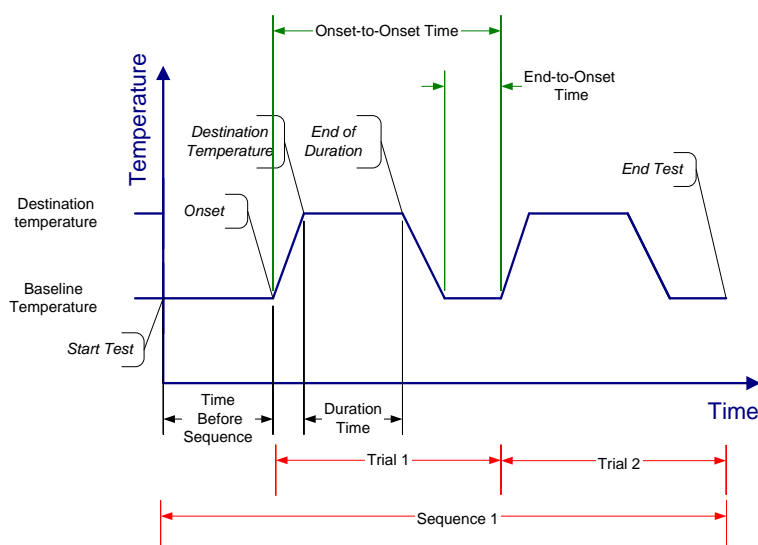 Onset-to-Onset Time
End-to-Onset
Time
Temperature
Destination
Temperature
End of
Duration
End Test
Destination
temperature
Onset
Baseline
Temperature
Start Test
Time
Time
Before
Sequence
Duration
Time
Trial 1
Trial 2
Sequence 1